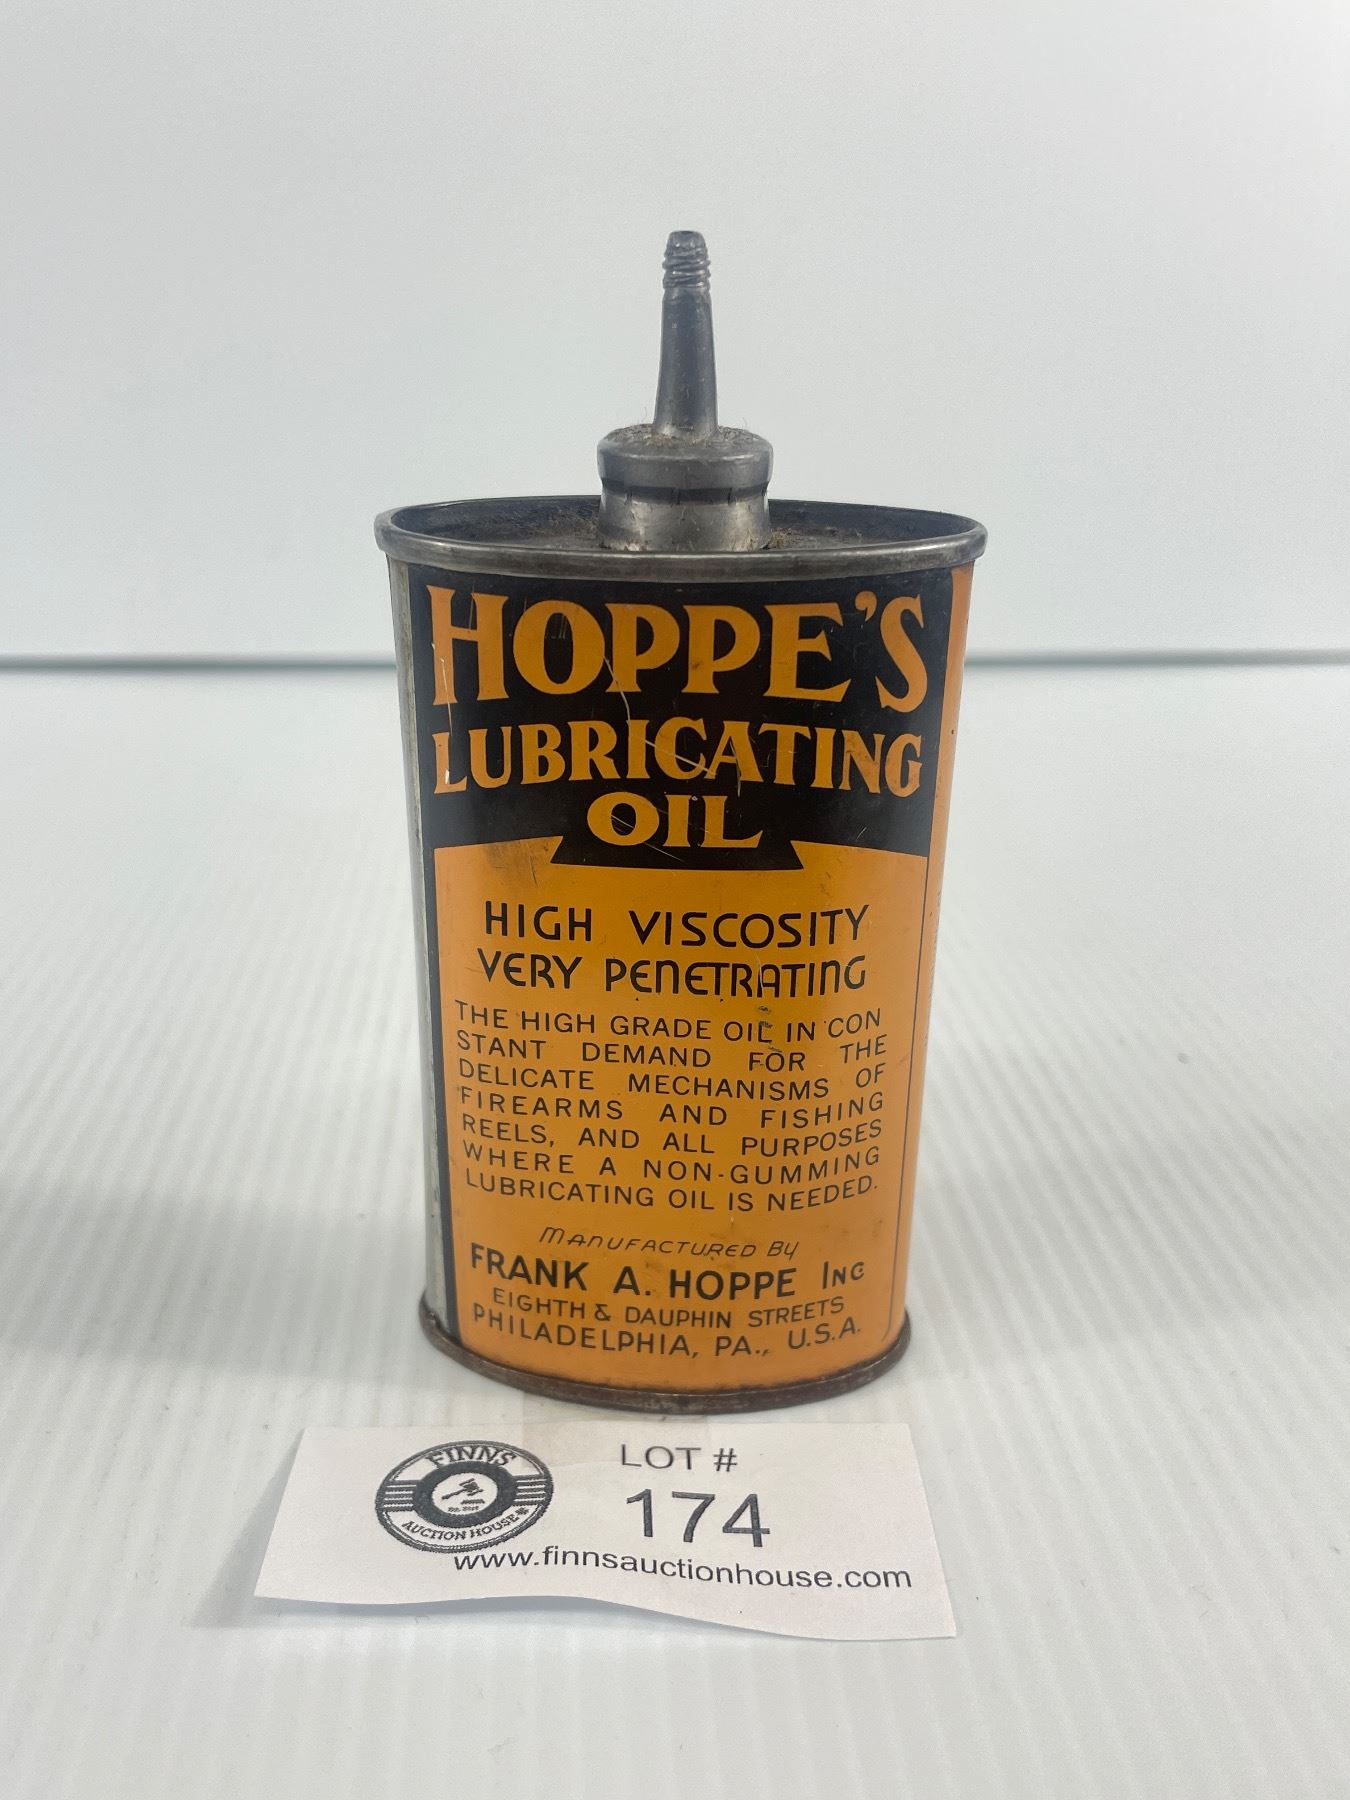 HOPPE'S
LUBRICATING
OIL
HIGH VISCOSITY
VERY PENETRATING
THE HIGH GRADE OIL IN CON
STANT DEMAND FOR THE
DELICATE MECHANISMS OF
FIREARMS AND FISHING
REELS, AND ALL PURPOSES
WHERE A NON-GUMMING
LUBRICATING OIL IS NEEDED.
MANUFACTURED By
FRANK A. HOPPE INC
EIGHTH & DAUPHIN STREETS
PHILADELPHIA, PA., U.S.A.
FINNS
AUCTION HOUSE
LOT #
174
www.finnsauctionhouse.com